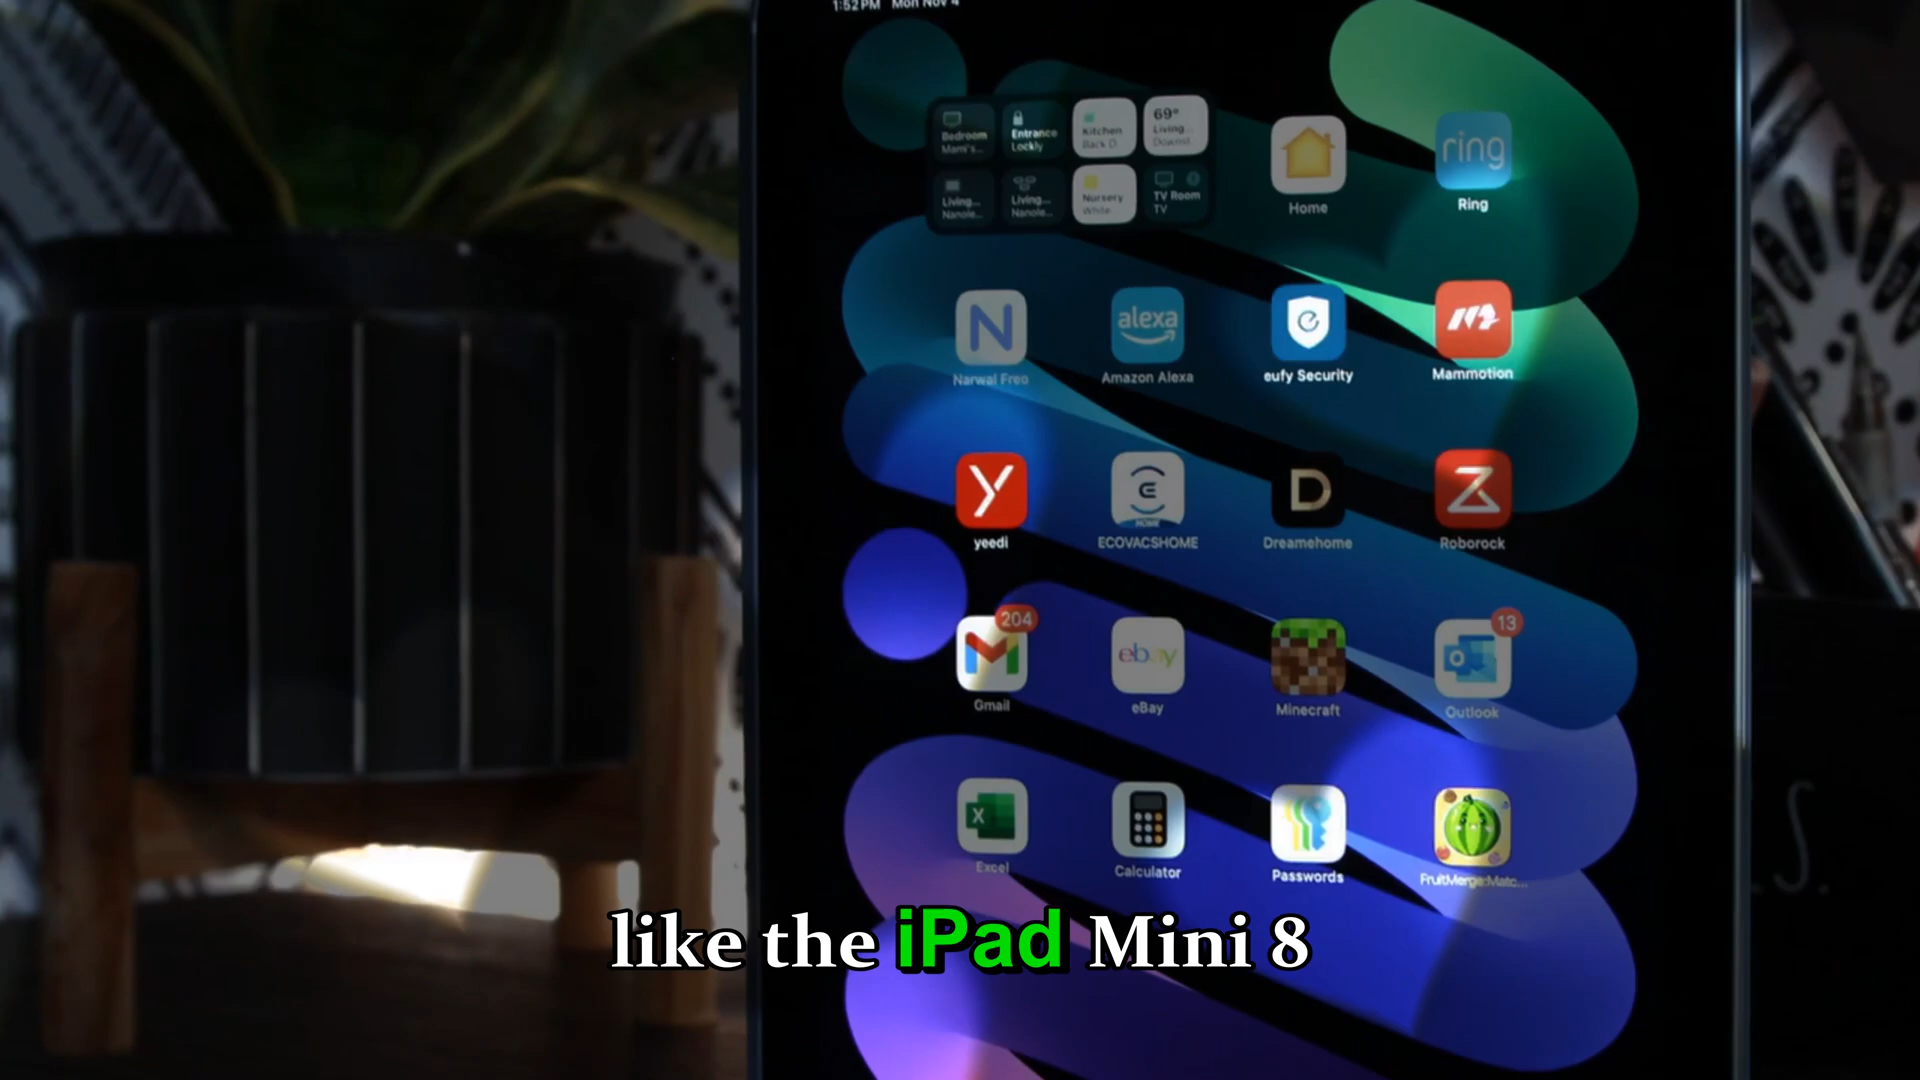 1:52 PM Mon Nov 4
Bedroom
Mami's...
Entrance
Lockly
Kitchen
Back D
69°
Living...
Downst
Living...
Nanole...
Living...
Nanole...
Nursery
White
TV Room
TV
Home
ring
Ring
N
Narwal Freo
alexa
Amazon Alexa
eufy Security
Mammotion
yeedi
HOME
ECOVACSHOME
D
Dreamehome
Roborock
204
Gmail
ebay
eBay
Minecraft
13
o
Outlook
X
Excel
Calculator
Passwords
FruitMerge:Matc...
S.
like the iPad Mini 8